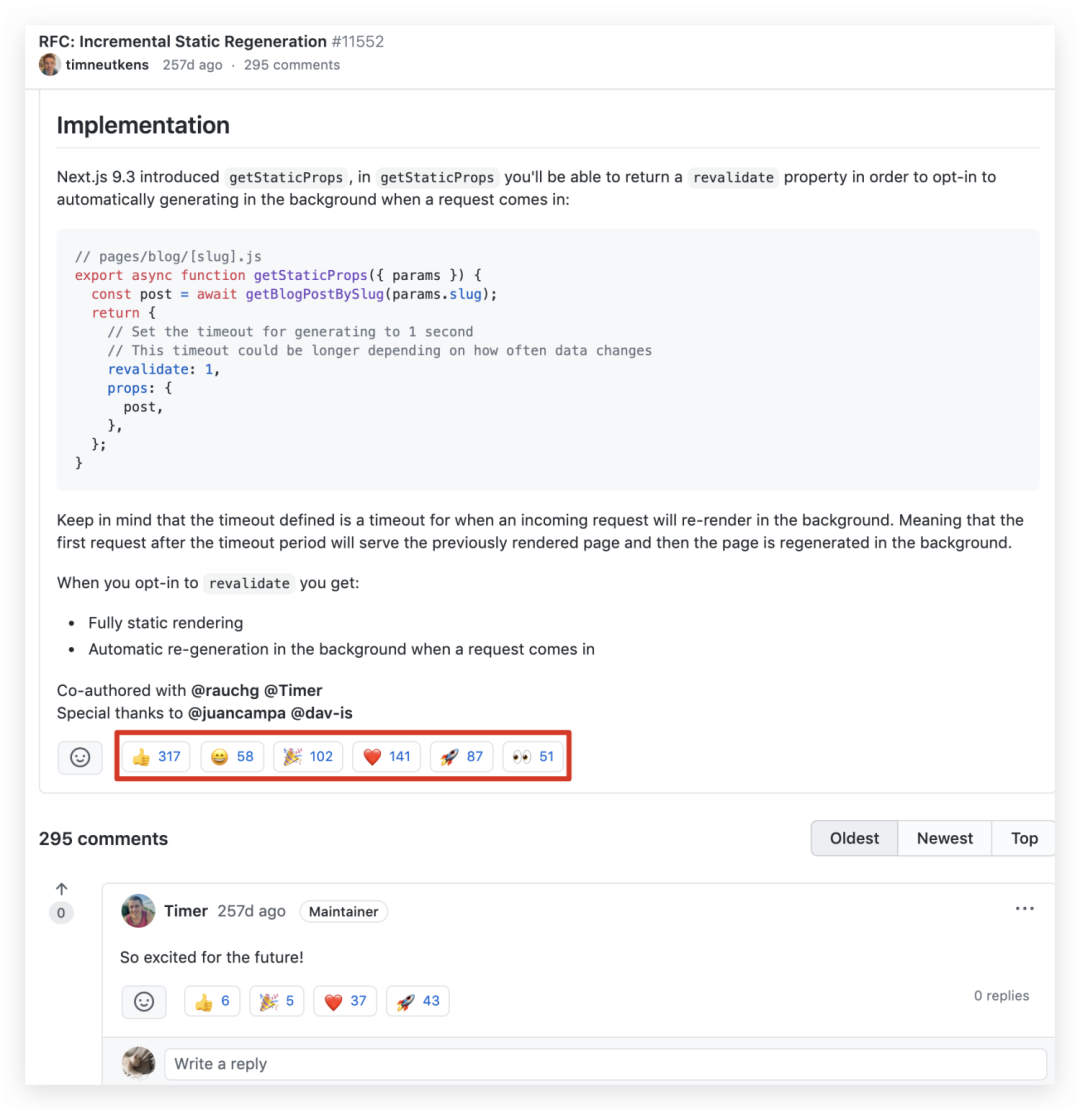 RFC: Incremental Static Regeneration #11552
timneutkens 257d ago · 295 comments
Implementation
Next.js 9.3 introduced getStaticProps, in getStaticProps you'll be able to return a revalidate property in order to opt-in to
automatically generating in the background when a request comes in:
// pages/blog/[slug].js
export async function getStaticProps({ params }) {
  const post = await getBlogPostBySlug(params.slug);
  return {
    // Set the timeout for generating to 1 second
    // This timeout could be longer depending on how often data changes
    revalidate: 1,
    props: {
      post,
    },
  };
}
Keep in mind that the timeout defined is a timeout for when an incoming request will re-render in the background. Meaning that the
first request after the timeout period will serve the previously rendered page and then the page is regenerated in the background.
When you opt-in to revalidate you get:
• Fully static rendering
• Automatic re-generation in the background when a request comes in
Co-authored with @rauchg @Timer
Special thanks to @juancampa @dav-is
👍 317 😄 58 🎉 102 ❤️ 141 🚀 87 👀 51
295 comments
Oldest Newest Top
0
Timer 257d ago Maintainer
So excited for the future!
👍 6 🎉 5 ❤️ 37 🚀 43
0 replies
Write a reply